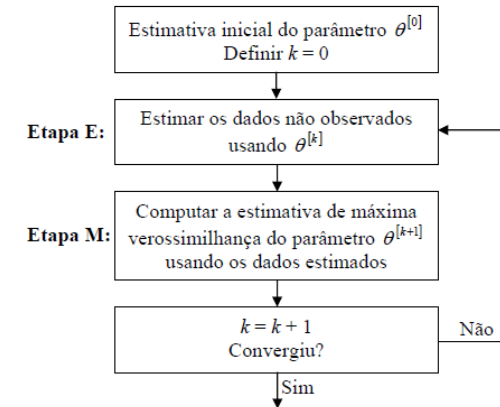 Estimativa inicial do parâmetro θ[0]
Definir k = 0
Etapa E:
Estimar os dados não observados
usando θ[k]
Etapa M:
Computar a estimativa de máxima
verossimilhança do parâmetro θ[k+1]
usando os dados estimados
k = k + 1
Convergiu?
Não
Sim